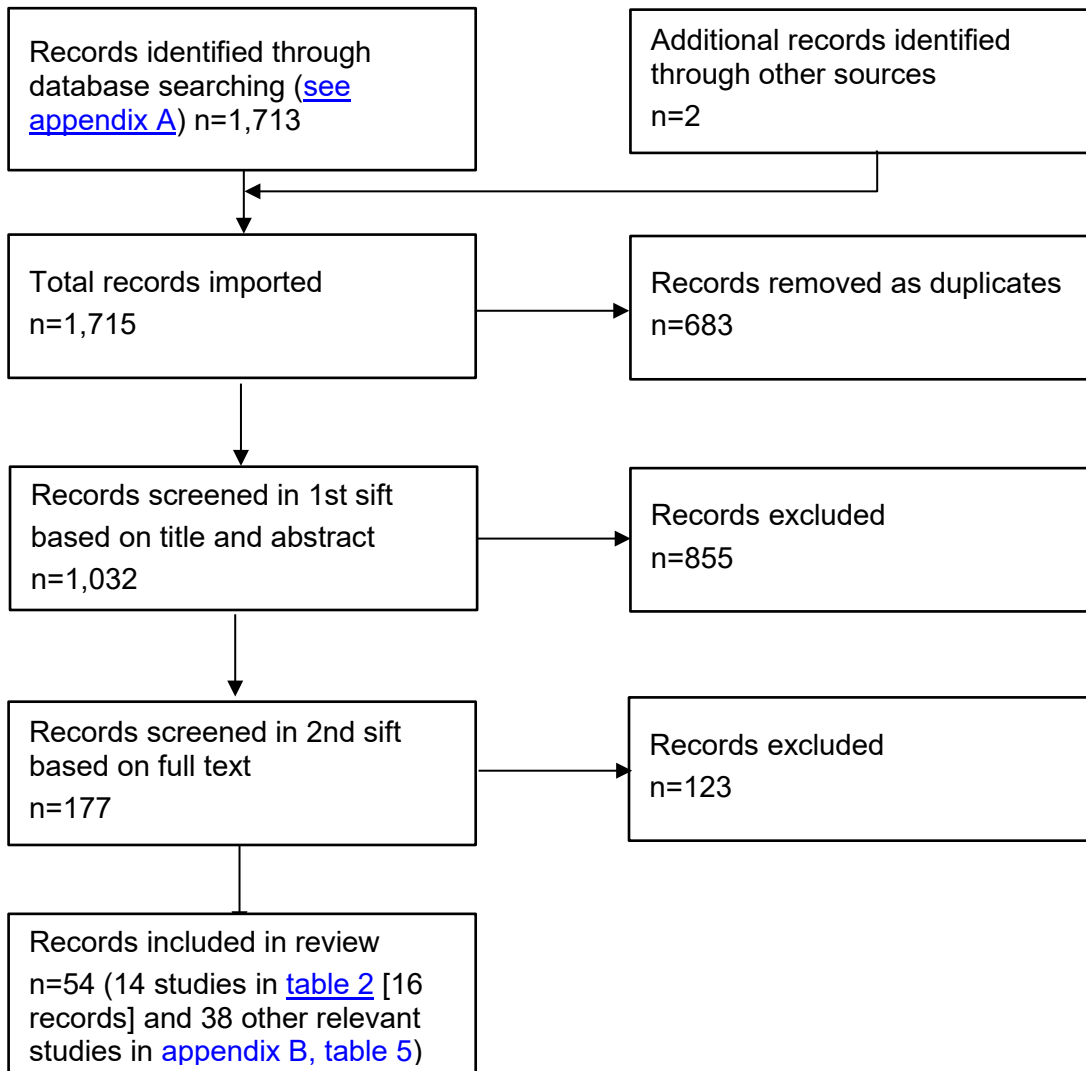 Records identified through
database searching (see
appendix A) n=1,713
Additional records identified
through other sources
n=2
Total records imported
n=1,715
Records removed as duplicates
n=683
Records screened in 1st sift
based on title and abstract
n=1,032
Records excluded
n=855
Records screened in 2nd sift
based on full text
n=177
Records excluded
n=123
Records included in review
n=54 (14 studies in table 2 [16
records] and 38 other relevant
studies in appendix B, table 5)